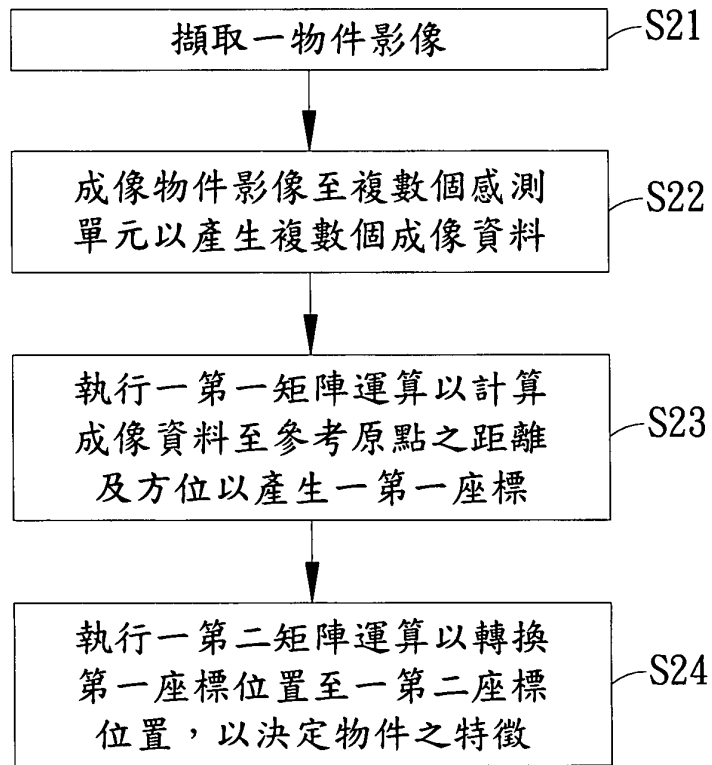 擷取一物件影像
S21
成像物件影像至複數個感測
單元以產生複數個成像資料
S22
執行一第一矩陣運算以計算
成像資料至參考原點之距離
及方位以產生一第一座標
S23
執行一第二矩陣運算以轉換
第一座標位置至一第二座標
位置，以決定物件之特徵
S24